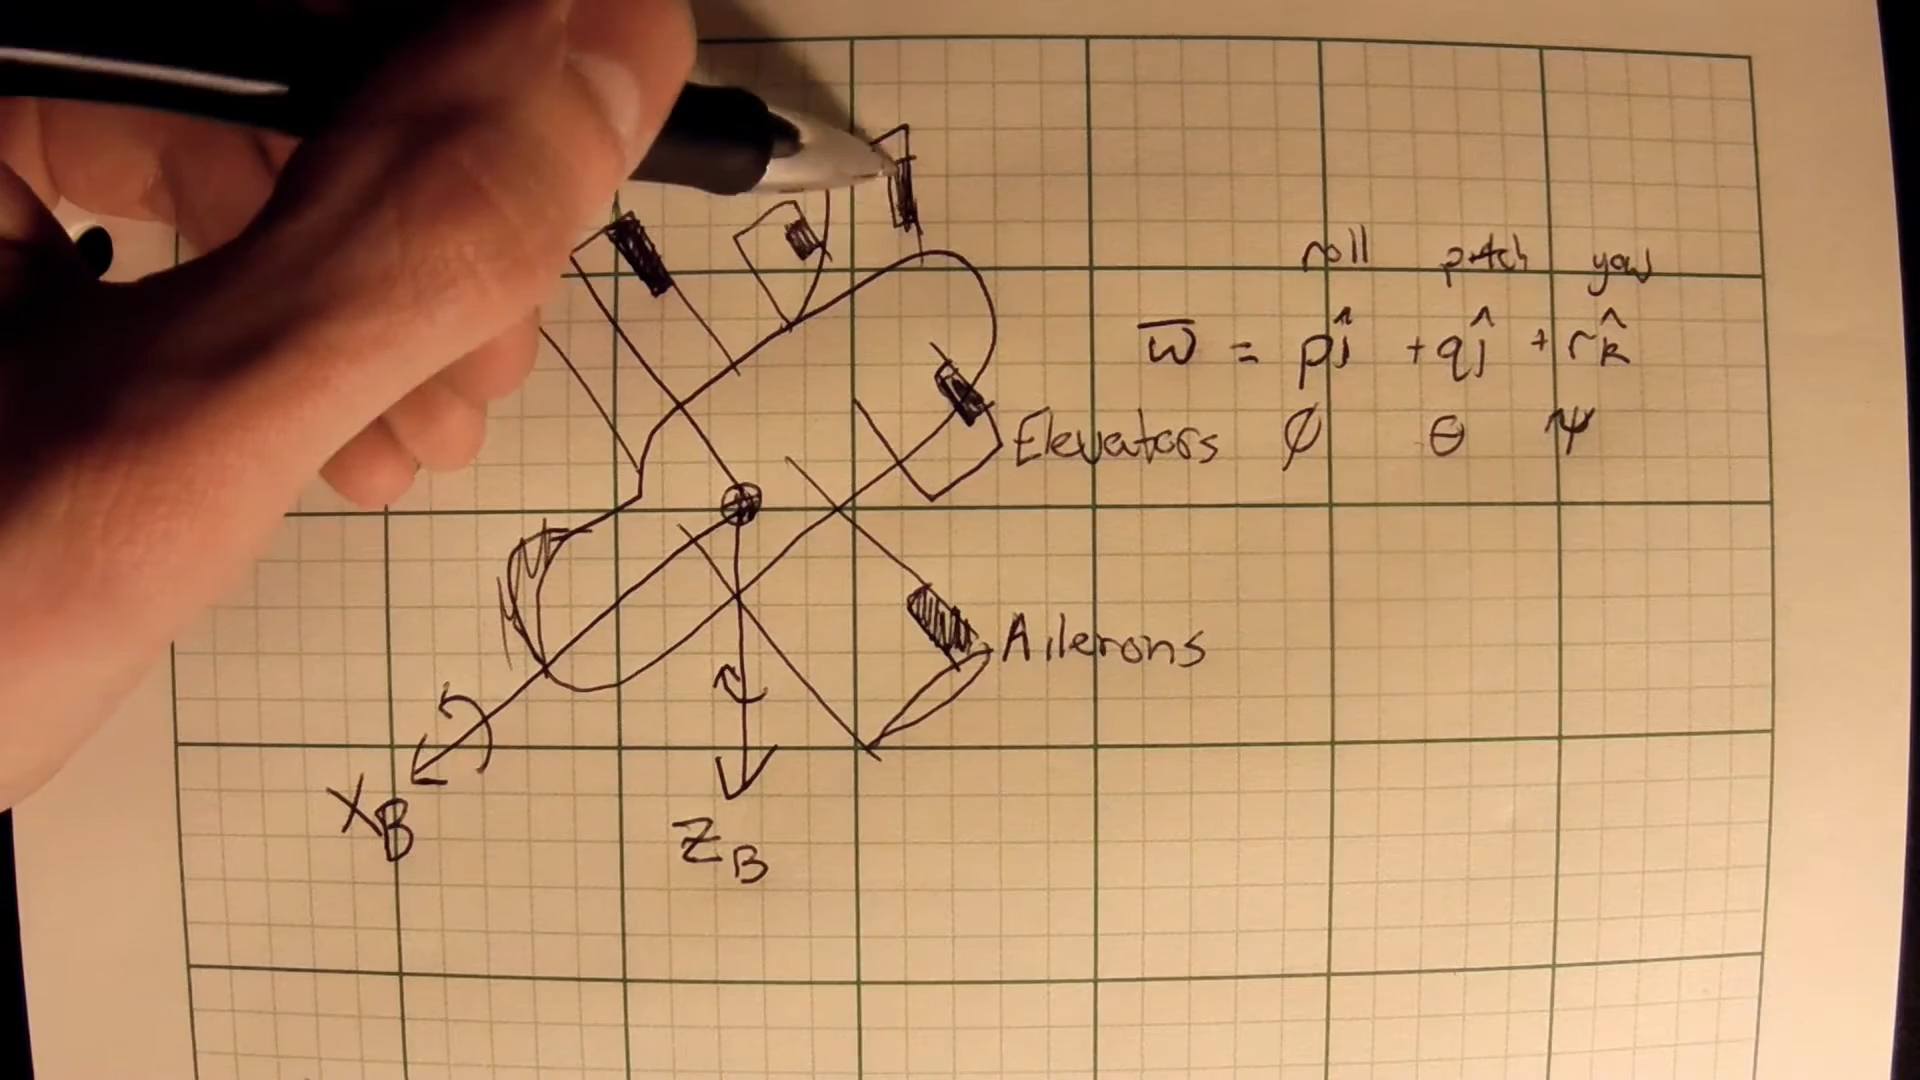 roll pitch yaw
ω̅ = pî + qĵ + rk̂
Elevators ϕ θ ψ
Ailerons
X_B
Z_B